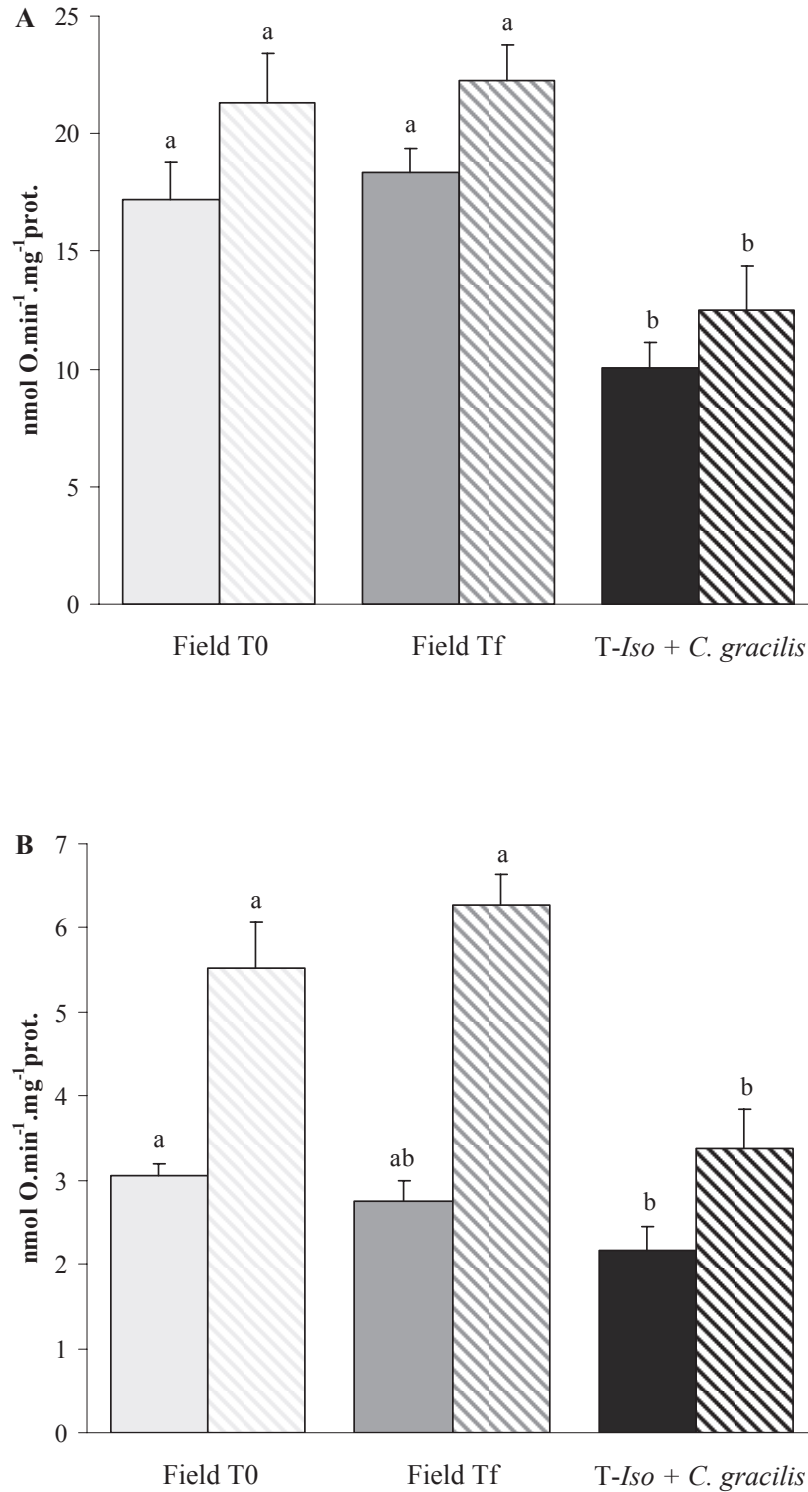 A
25
20
15
10
5
0
nmol O.min⁻¹.mg⁻¹prot.
a
a
a
a
b
b
Field T0
Field Tf
T-Iso + C. gracilis
B
7
6
5
4
3
2
1
0
nmol O.min⁻¹.mg⁻¹prot.
a
a
ab
a
b
b
Field T0
Field Tf
T-Iso + C. gracilis